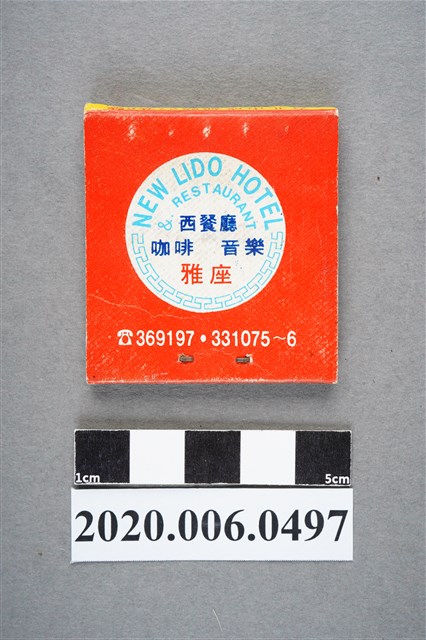 NEW LIDO HOTEL
& RESTAURANT
西餐廳
咖啡 音樂
雅座
☎369197•331075~6
1cm 5cm
2020.006.0497